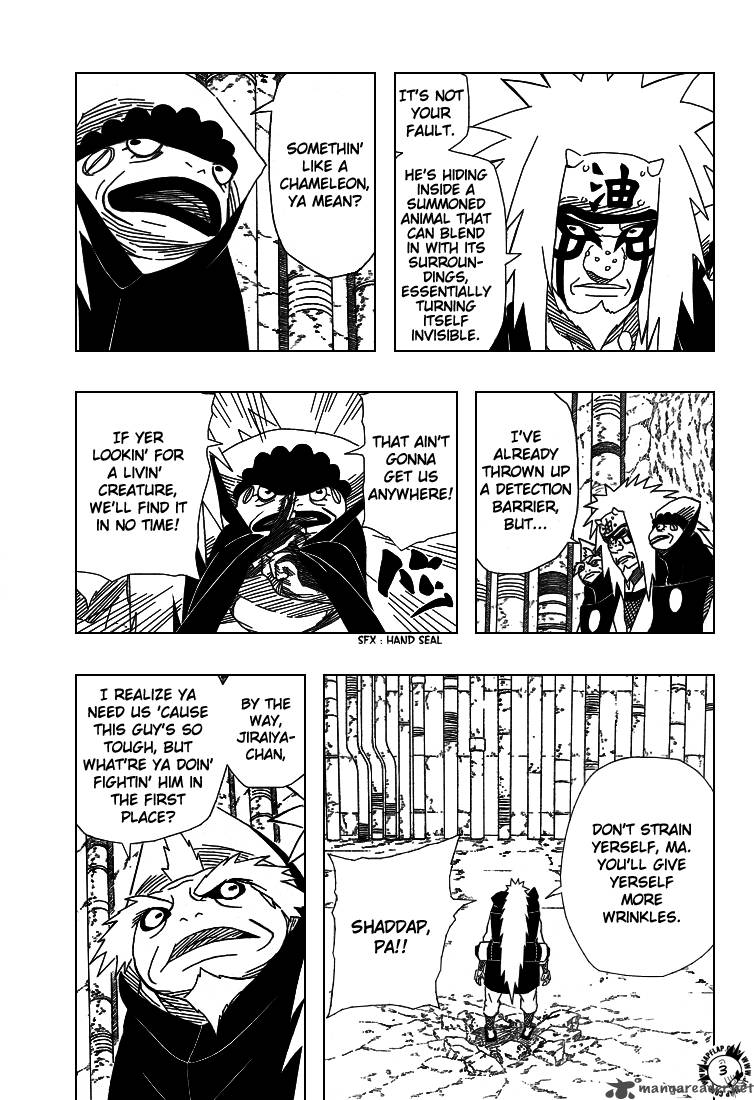 IT'S NOT
YOUR
FAULT.
HE'S HIDING
INSIDE A
SUMMONED
ANIMAL THAT
CAN BLEND
IN WITH ITS
SURROUN-
DINGS,
ESSENTIALLY
TURNING
ITSELF
INVISIBLE.
油
SOMETHIN'
LIKE A
CHAMELEON,
YA MEAN?
I'VE
ALREADY
THROWN UP
A DETECTION
BARRIER,
BUT...
THAT AIN'T
GONNA
GET US
ANYWHERE!
IF YER
LOOKIN' FOR
A LIVIN'
CREATURE,
WE'LL FIND IT
IN NO TIME!
SFX : HAND SEAL
DON'T STRAIN
YERSELF, MA.
YOU'LL GIVE
YERSELF
MORE
WRINKLES.
SHADDAP,
PA!!
BY THE
WAY,
JIRAIYA-
CHAN,
I REALIZE YA
NEED US 'CAUSE
THIS GUY'S SO
TOUGH, BUT
WHAT'RE YA DOIN'
FIGHTIN' HIM IN
THE FIRST
PLACE?
3
mangareader.net